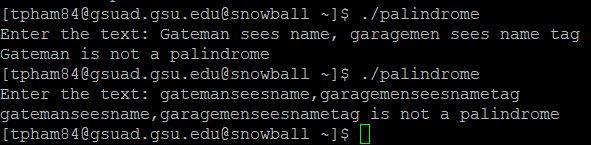 [tpham84@gsuad.gsu.edu@snowball ~]$ ./palindrome
Enter the text: Gateman sees name, garagemen sees name tag
Gateman is not a palindrome
[tpham84@gsuad.gsu.edu@snowball ~]$ ./palindrome
Enter the text: gatemanseesname,garagemenseesnametag
gatemanseesname,garagemenseesnametag is not a palindrome
[tpham84@gsuad.gsu.edu@snowball ~]$